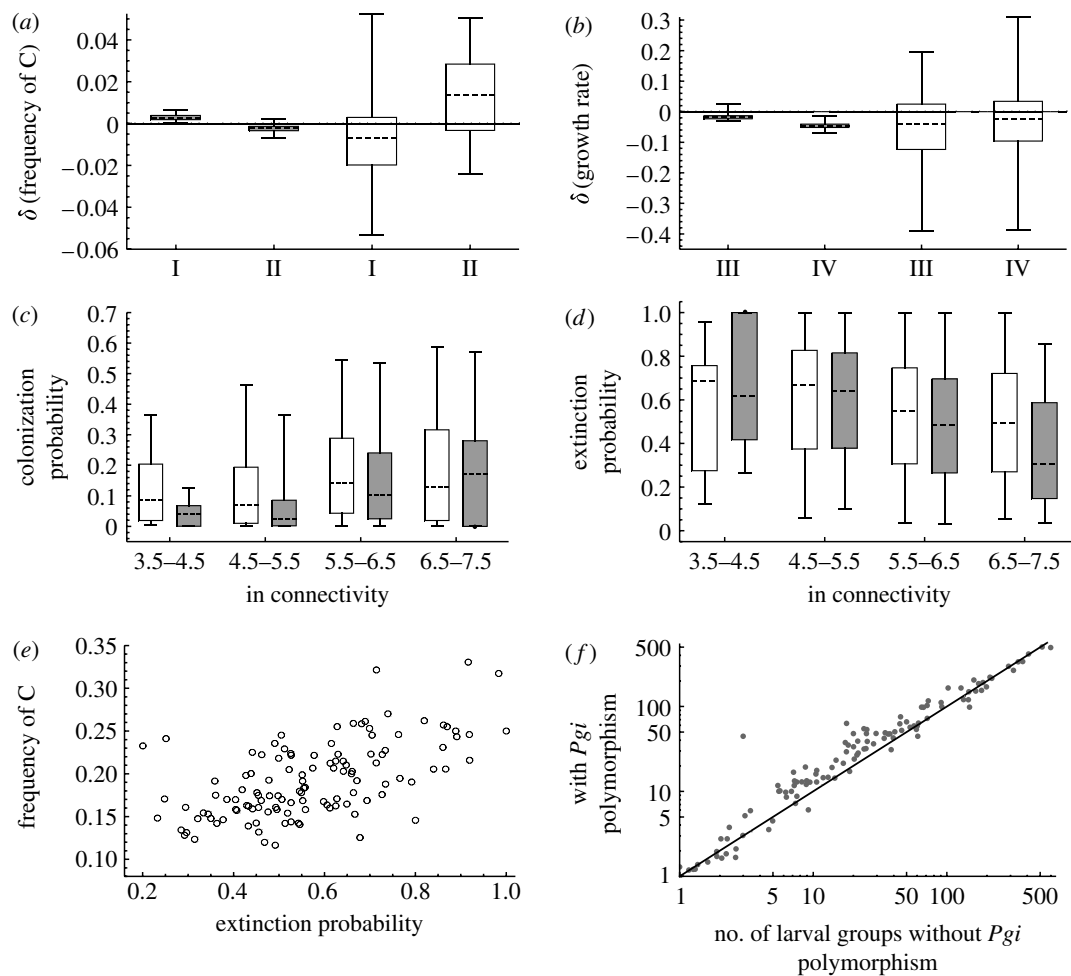 (a)
δ (frequency of C)
0.04
0.02
0
−0.02
−0.04
−0.06
I
II
I
II
(b)
δ (growth rate)
0.3
0.2
0.1
0
−0.1
−0.2
−0.3
−0.4
III
IV
III
IV
(c)
colonization
probability
0.7
0.6
0.5
0.4
0.3
0.2
0.1
0
3.5–4.5
4.5–5.5
5.5–6.5
6.5–7.5
in connectivity
(d)
extinction
probability
1.0
0.8
0.6
0.4
0.2
0
3.5–4.5
4.5–5.5
5.5–6.5
6.5–7.5
in connectivity
(e)
frequency of C
0.35
0.30
0.25
0.20
0.15
0.10
0.2
0.4
0.6
0.8
1.0
extinction probability
(f)
with Pgi
polymorphism
500
100
50
10
5
1
1
5
10
50
100
500
no. of larval groups without Pgi
polymorphism